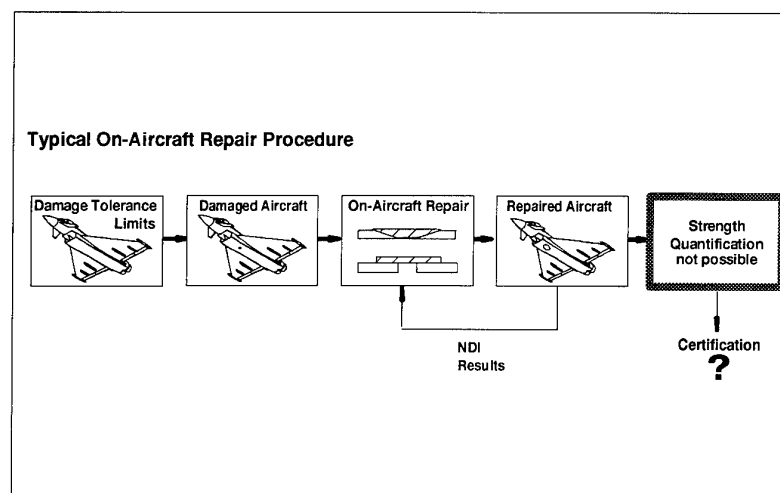 Typical On-Aircraft Repair Procedure
Damage Tolerance
Limits
Damaged Aircraft
On-Aircraft Repair
Repaired Aircraft
Strength
Quantification
not possible
NDI
Results
Certification
?